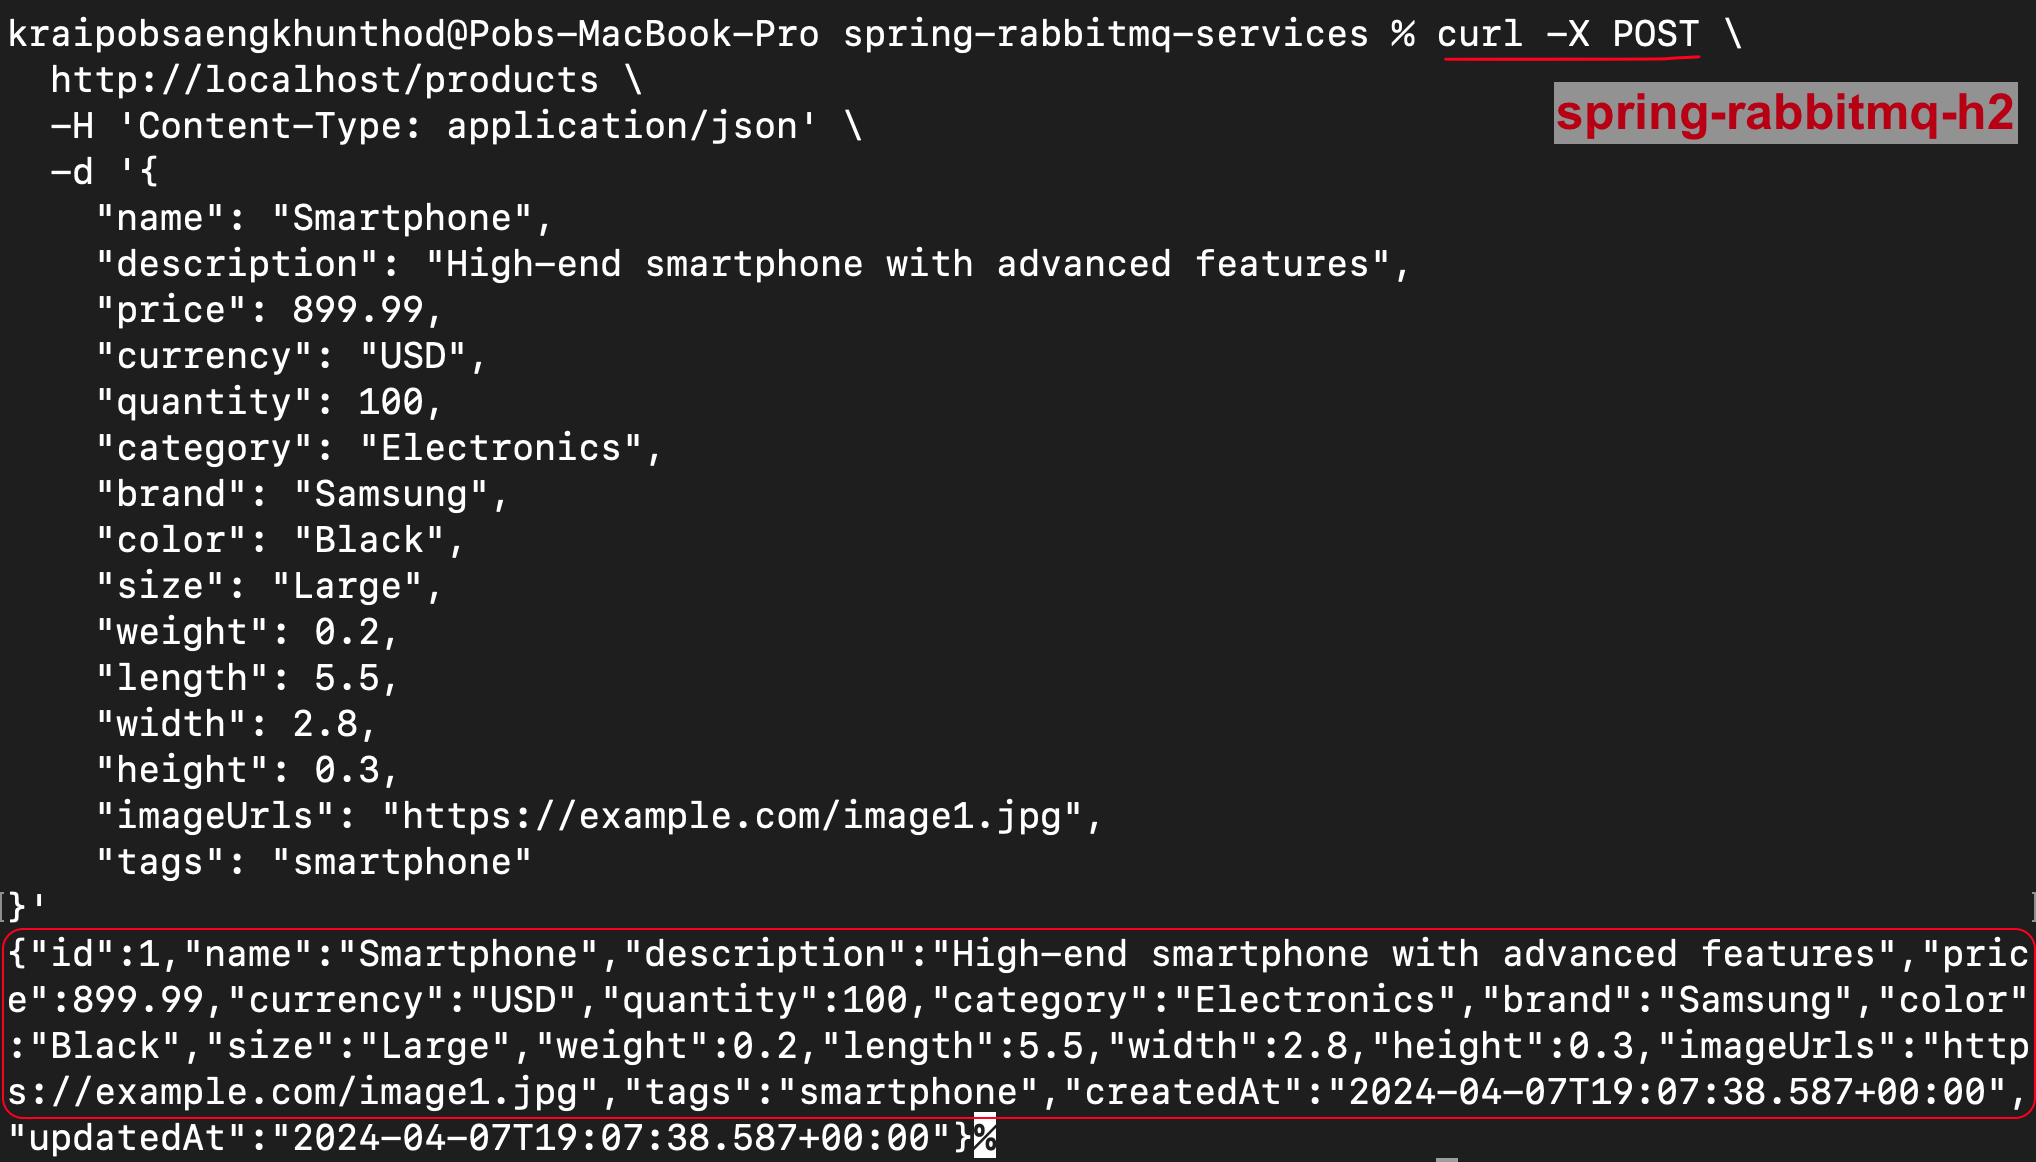 kraipobsaengkhunthod@Pobs-MacBook-Pro spring-rabbitmq-services % curl -X POST \
  http://localhost/products \
spring-rabbitmq-h2
  -H 'Content-Type: application/json' \
  -d '{
    "name": "Smartphone",
    "description": "High-end smartphone with advanced features",
    "price": 899.99,
    "currency": "USD",
    "quantity": 100,
    "category": "Electronics",
    "brand": "Samsung",
    "color": "Black",
    "size": "Large",
    "weight": 0.2,
    "length": 5.5,
    "width": 2.8,
    "height": 0.3,
    "imageUrls": "https://example.com/image1.jpg",
    "tags": "smartphone"
}'
{"id":1,"name":"Smartphone","description":"High-end smartphone with advanced features","pric
e":899.99,"currency":"USD","quantity":100,"category":"Electronics","brand":"Samsung","color"
:"Black","size":"Large","weight":0.2,"length":5.5,"width":2.8,"height":0.3,"imageUrls":"http
s://example.com/image1.jpg","tags":"smartphone","createdAt":"2024-04-07T19:07:38.587+00:00",
"updatedAt":"2024-04-07T19:07:38.587+00:00"}%